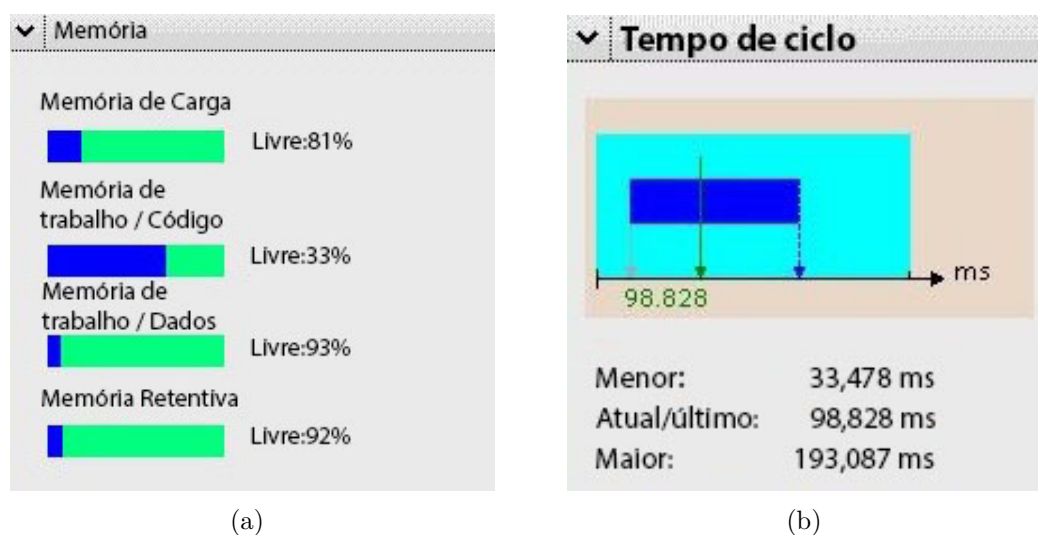 Memória
Memória de Carga
Livre:81%
Memória de
trabalho / Código
Livre:33%
Memória de
trabalho / Dados
Livre:93%
Memória Retentiva
Livre:92%
(a)
Tempo de ciclo
ms
98.828
Menor: 33,478 ms
Atual/último: 98,828 ms
Maior: 193,087 ms
(b)